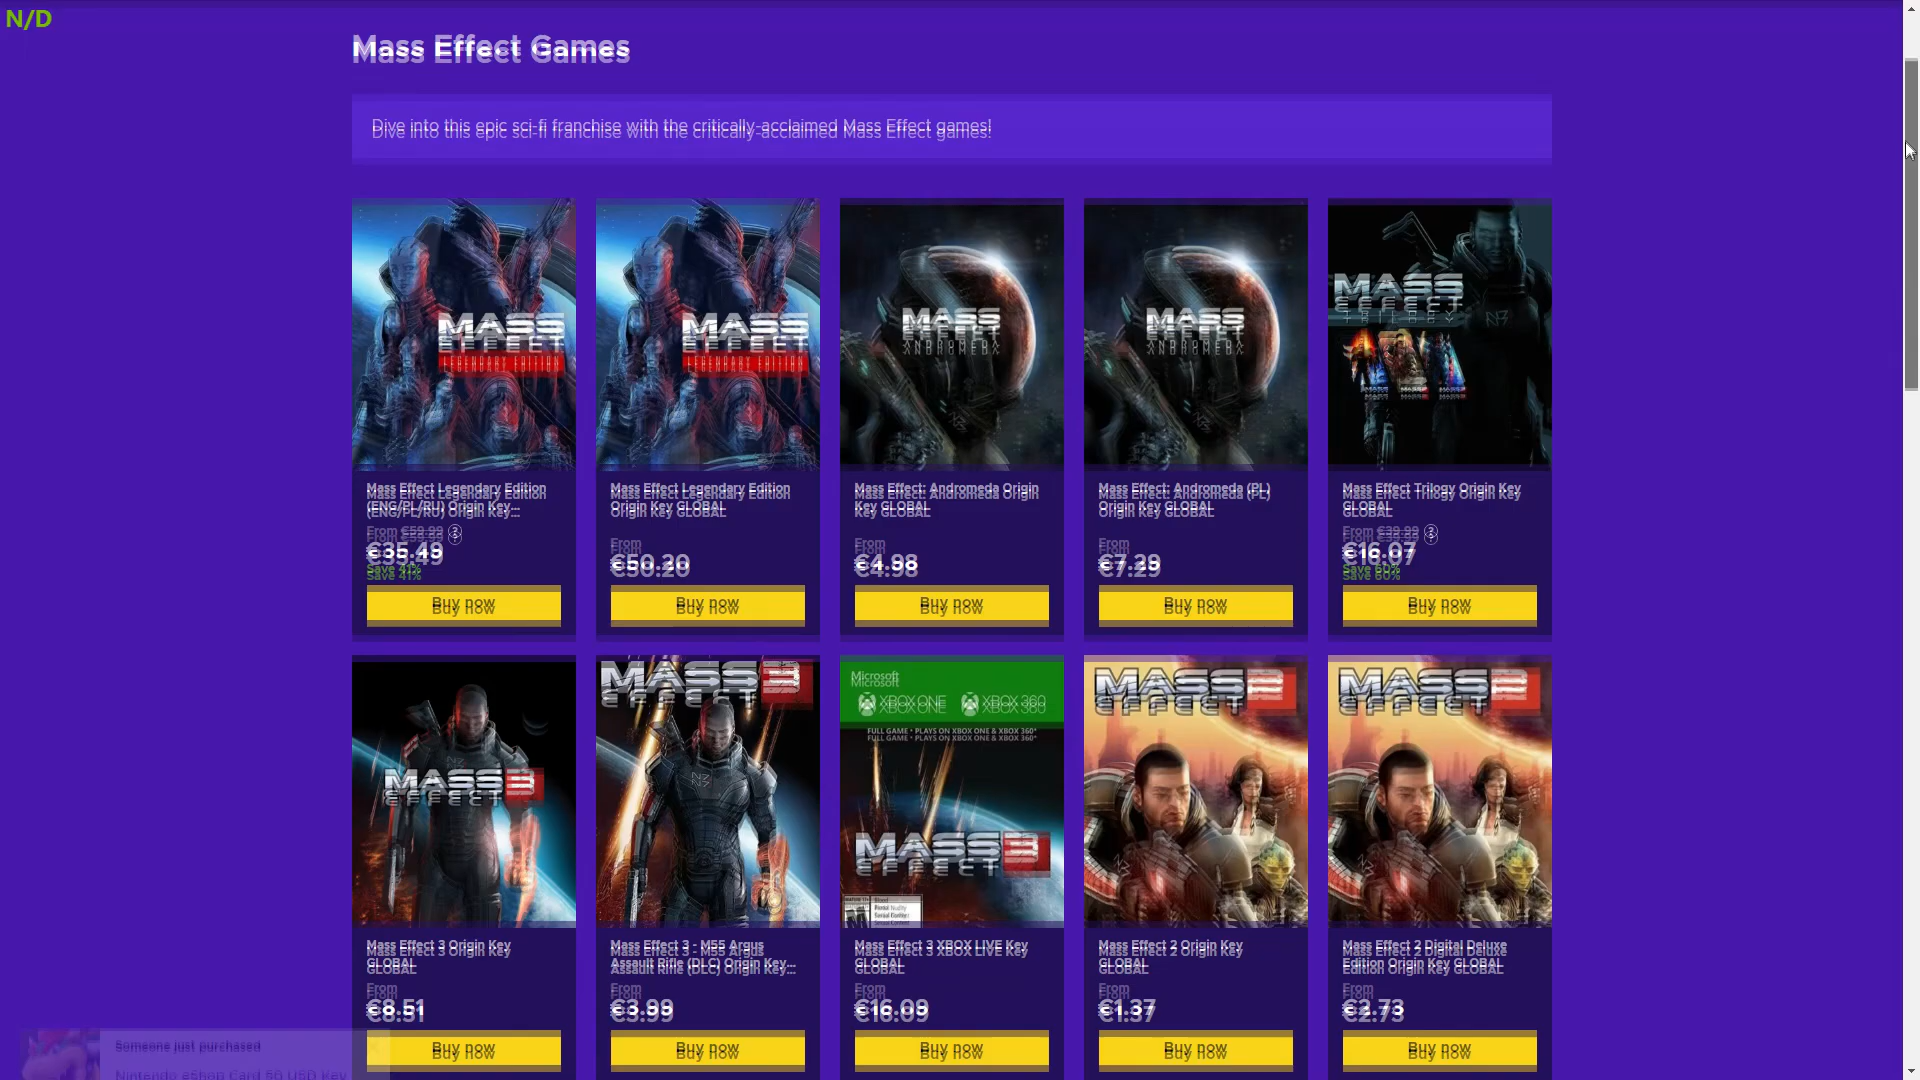 N/D
Mass Effect Games
Dive into this epic sci-fi franchise with the critically-acclaimed Mass Effect games!
MASS
EFFECT
LEGENDARY EDITION
MASS
EFFECT
LEGENDARY EDITION
MASS
EFFECT
ANDROMEDA
MASS
EFFECT
ANDROMEDA
MASS
EFFECT
TRILOGY
N7
Mass Effect Legendary Edition
(ENG/PL/RU) Origin Key...
From €59.99 ?
€35.49
Save 41%
Buy now
Mass Effect Legendary Edition
Origin Key GLOBAL
From
€50.20
Buy now
Mass Effect: Andromeda Origin
Key GLOBAL
From
€4.98
Buy now
Mass Effect: Andromeda (PL)
Origin Key GLOBAL
From
€7.29
Buy now
Mass Effect Trilogy Origin Key
GLOBAL
From €39.99 ?
€16.07
Save 60%
Buy now
MASS
EFFECT 3
MASS
EFFECT 3
N7
Microsoft
XBOX ONE XBOX 360
FULL GAME • PLAYS ON XBOX ONE & XBOX 360*
MASS
EFFECT 3
Blood
Partial Nudity
Sexual Content
MASS
EFFECT 2
MASS
EFFECT 2
Mass Effect 3 Origin Key
GLOBAL
From
€8.51
Buy now
Mass Effect 3 - M55 Argus
Assault Rifle (DLC) Origin Key...
From
€3.99
Buy now
Mass Effect 3 XBOX LIVE Key
GLOBAL
From
€16.09
Buy now
Mass Effect 2 Origin Key
GLOBAL
From
€1.37
Buy now
Mass Effect 2 Digital Deluxe
Edition Origin Key GLOBAL
From
€2.73
Buy now
Someone just purchased
Nintendo eShop Card 50 USD Key